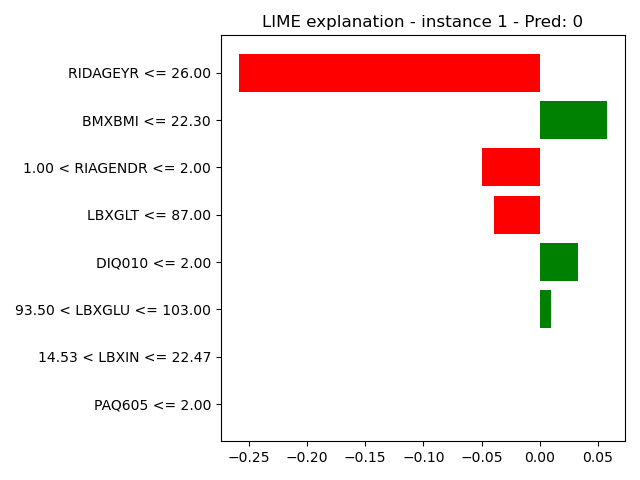 LIME explanation - instance 1 - Pred: 0
RIDAGEYR <= 26.00
BMXBMI <= 22.30
1.00 < RIAGENDR <= 2.00
LBXGLT <= 87.00
DIQ010 <= 2.00
93.50 < LBXGLU <= 103.00
14.53 < LBXIN <= 22.47
PAQ605 <= 2.00
−0.25 −0.20 −0.15 −0.10 −0.05 0.00 0.05